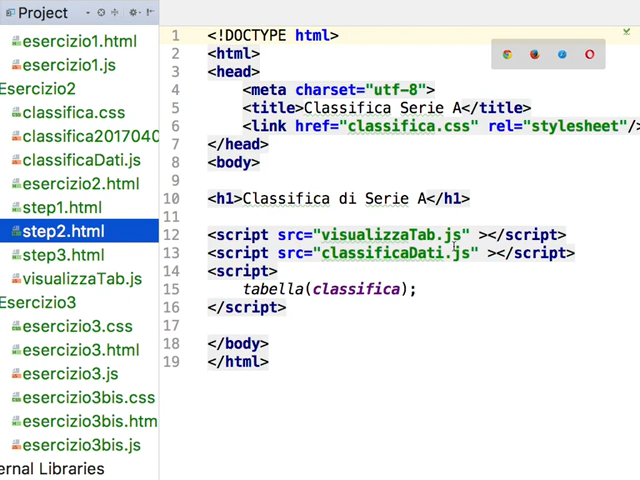 Project
esercizio1.html
esercizio1.js
Esercizio2
classifica.css
classifica2017040
classificaDati.js
esercizio2.html
step1.html
step2.html
step3.html
visualizzaTab.js
Esercizio3
esercizio3.css
esercizio3.html
esercizio3.js
esercizio3bis.css
esercizio3bis.htm
esercizio3bis.js
ernal Libraries
1 <!DOCTYPE html>
2 <html>
3 <head>
4 <meta charset="utf-8">
5 <title>Classifica Serie A</title>
6 <link href="classifica.css" rel="stylesheet"/>
7 </head>
8 <body>
9
10 <h1>Classifica di Serie A</h1>
11
12 <script src="visualizzaTab.js" ></script>
13 <script src="classificaDati.js" ></script>
14 <script>
15 tabella(classifica);
16 </script>
17
18 </body>
19 </html>